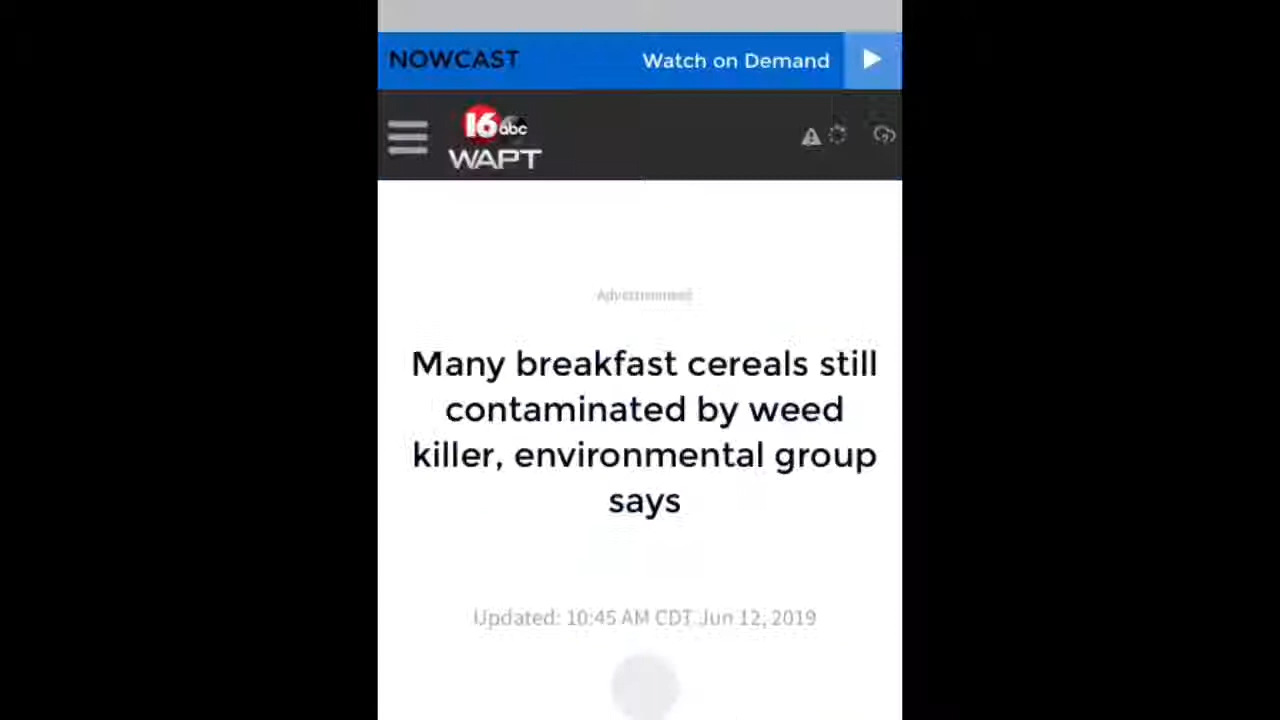 NOWCAST Watch on Demand
16 abc
WAPT
Advertisement
Many breakfast cereals still
contaminated by weed
killer, environmental group
says
Updated: 10:45 AM CDT Jun 12, 2019